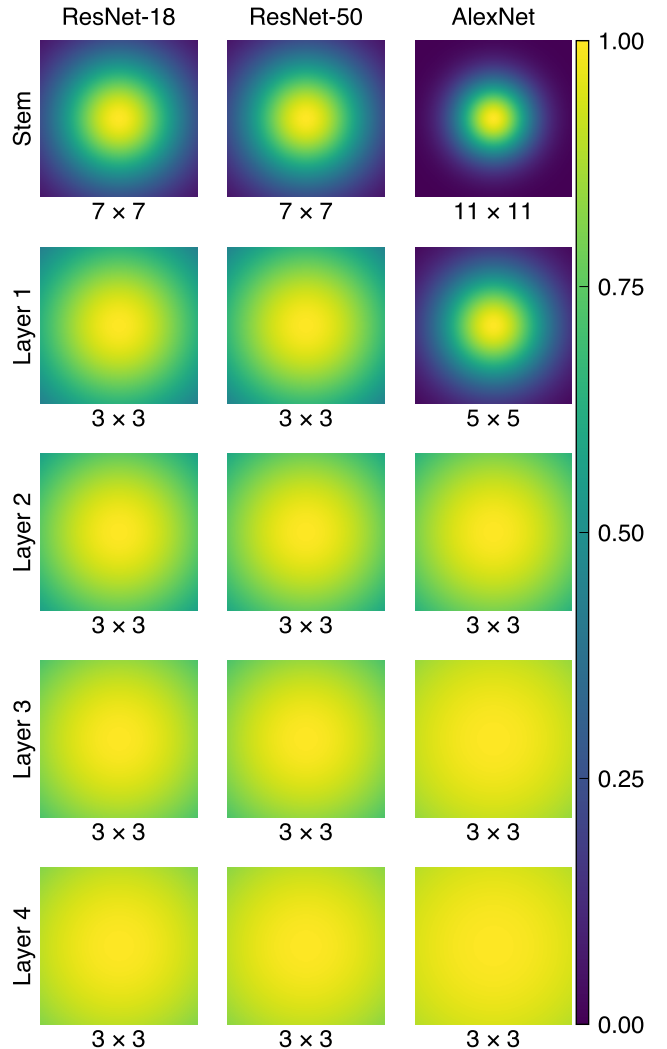 ResNet-18 ResNet-50 AlexNet
1.00
Stem
7 × 7 7 × 7 11 × 11
0.75
Layer 1
3 × 3 3 × 3 5 × 5
0.50
Layer 2
3 × 3 3 × 3 3 × 3
0.25
Layer 3
3 × 3 3 × 3 3 × 3
Layer 4
0.00
3 × 3 3 × 3 3 × 3